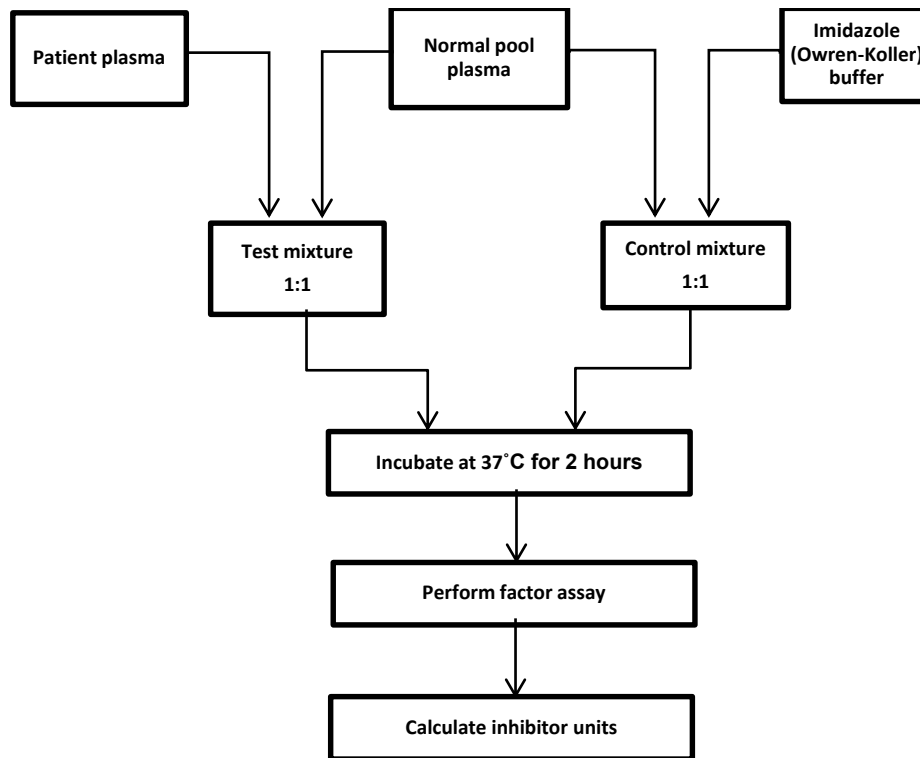 Patient plasma
Normal pool
plasma
Imidazole
(Owren-Koller)
buffer
Test mixture
1:1
Control mixture
1:1
Incubate at 37˚C for 2 hours
Perform factor assay
Calculate inhibitor units